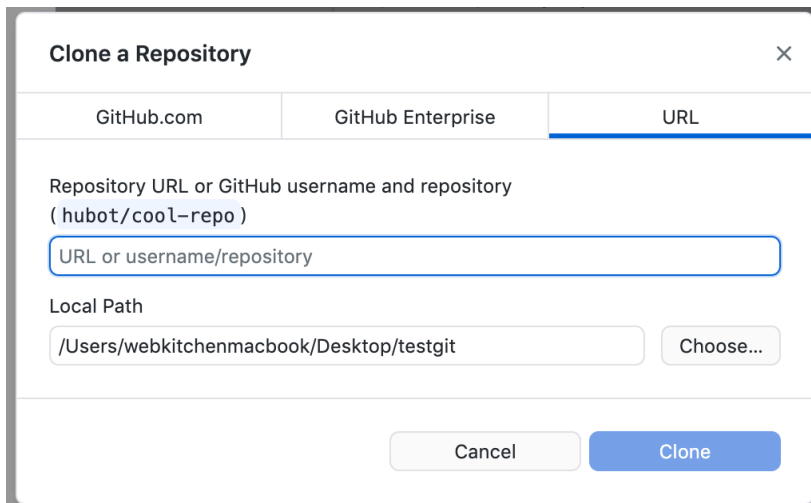 Clone a Repository
GitHub.com
GitHub Enterprise
URL
Repository URL or GitHub username and repository
(hubot/cool-repo)
URL or username/repository
Local Path
/Users/webkitchenmacbook/Desktop/testgit
Choose...
Cancel
Clone